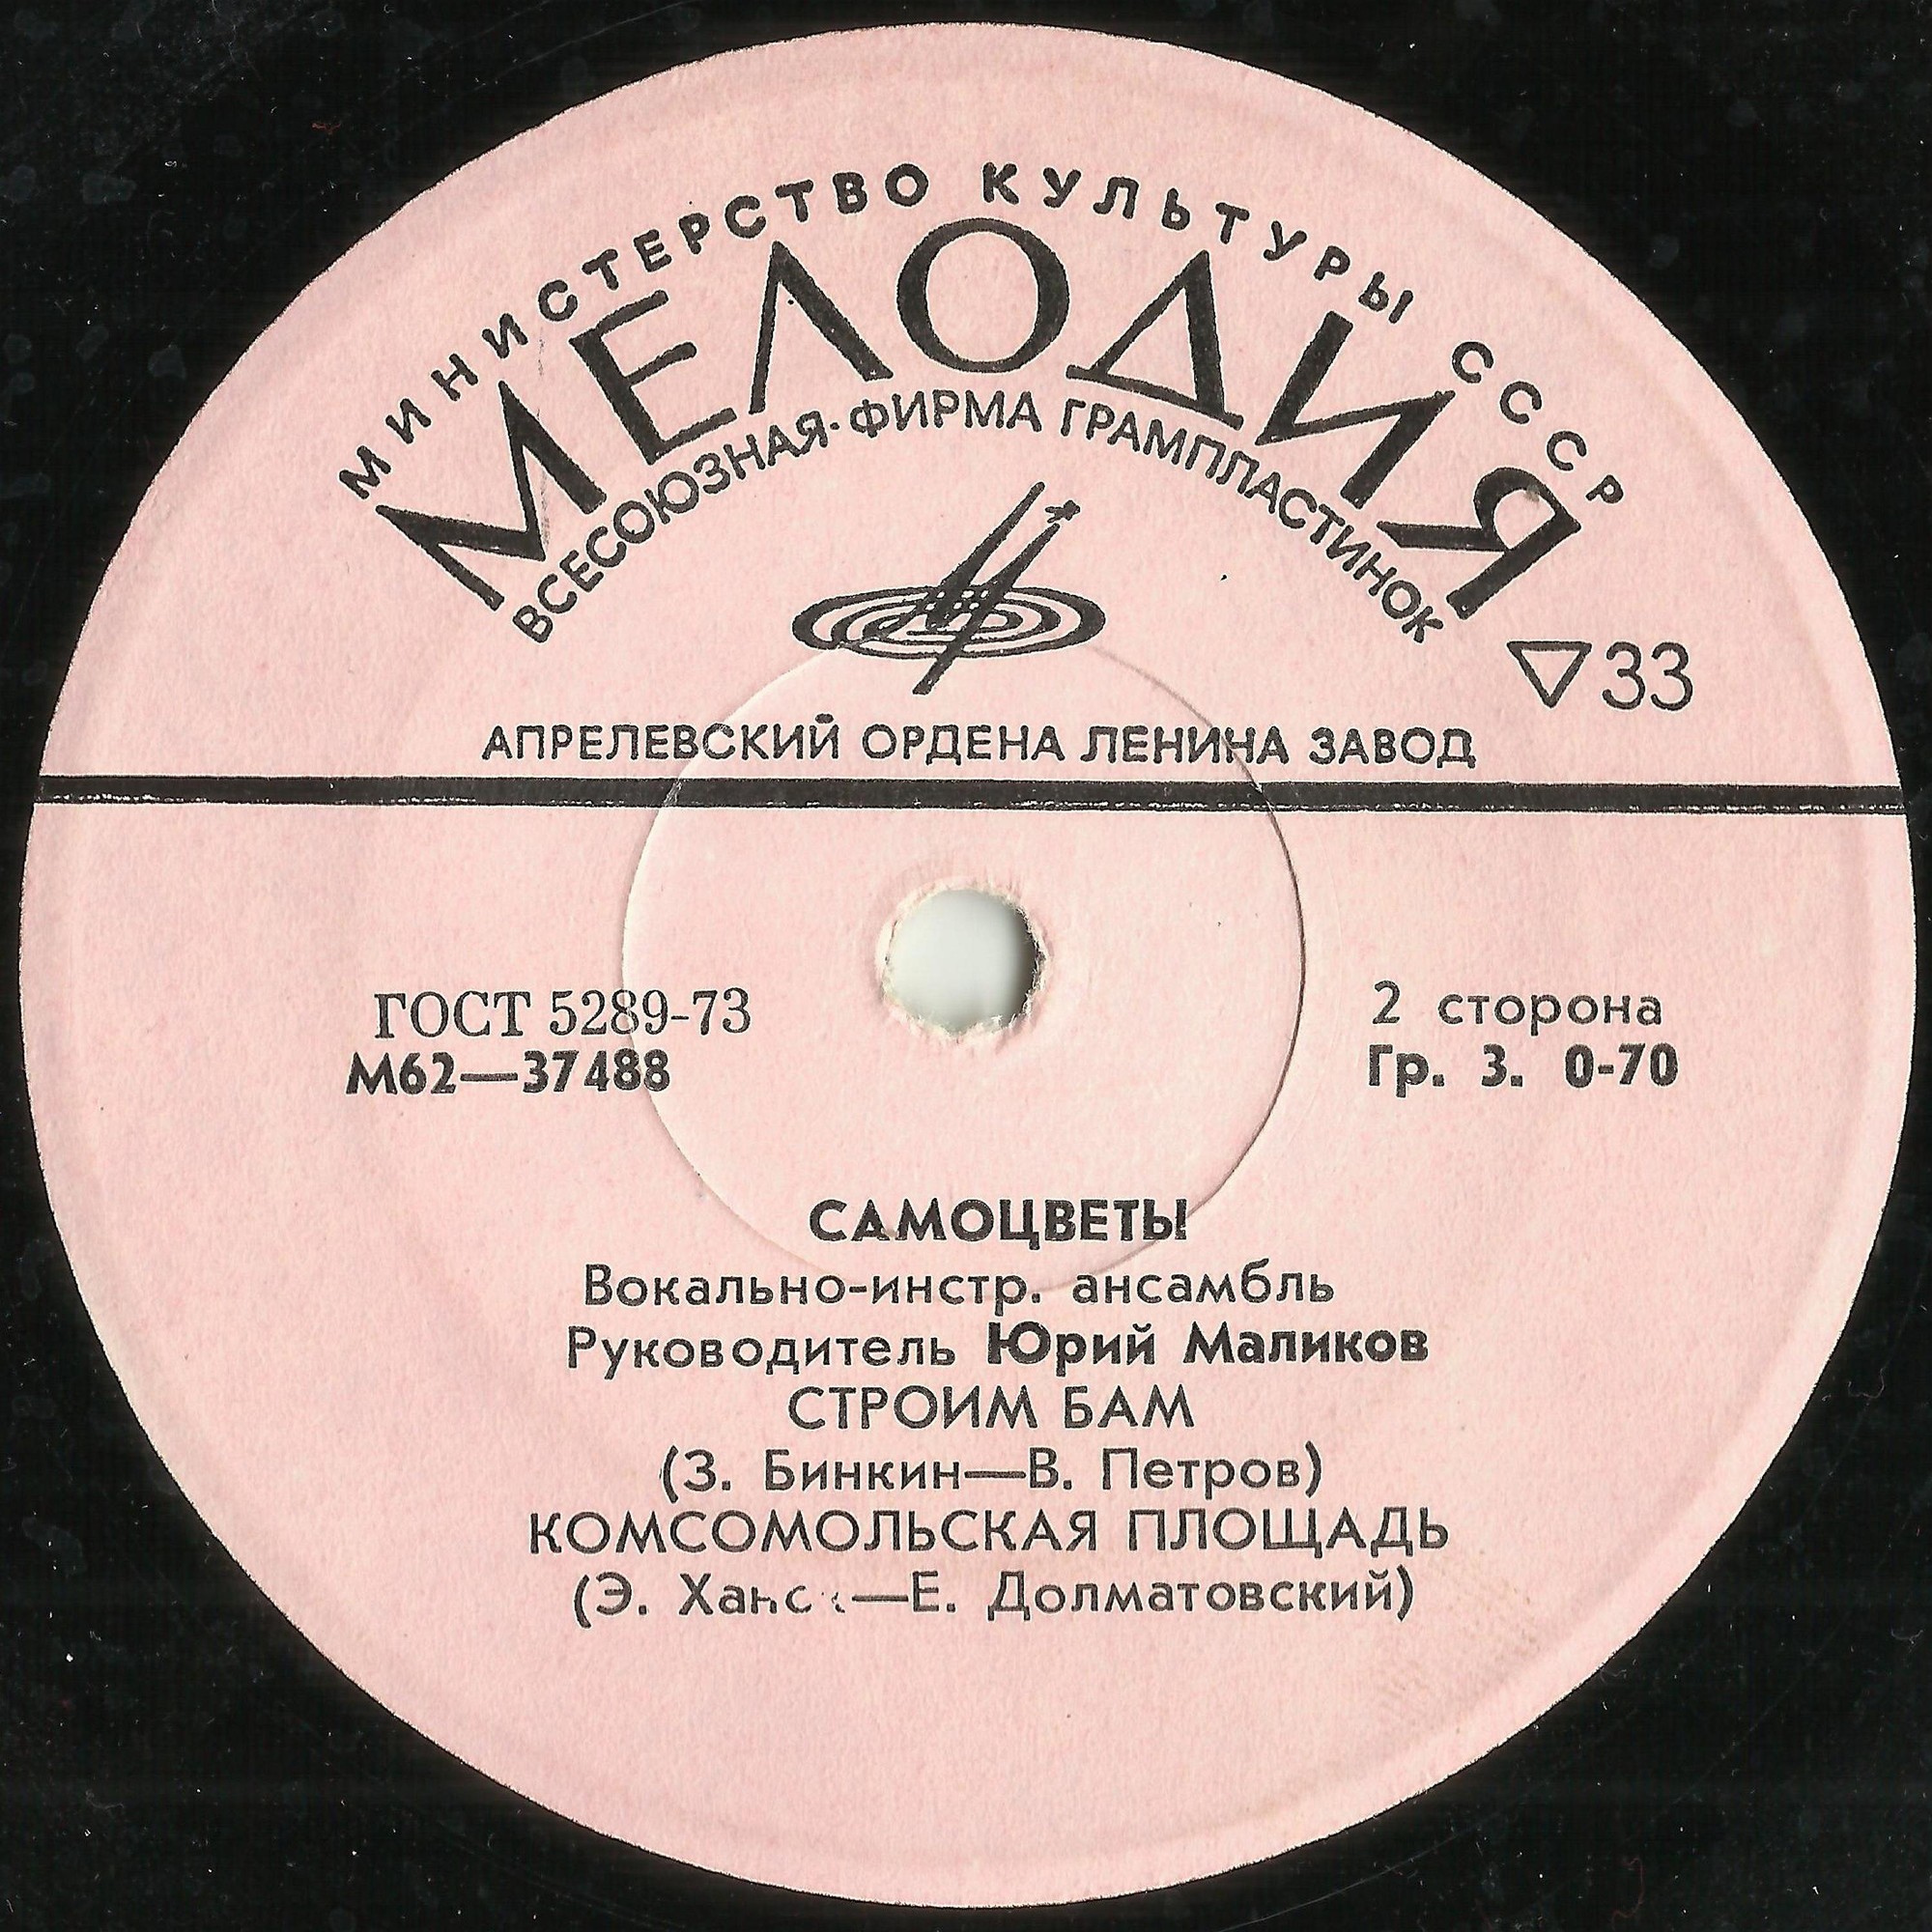 МИНИСТЕРСТВО КУЛЬТУРЫ СССР
МЕЛОДИЯ
ВСЕСОЮЗНАЯ·ФИРМА ГРАМПЛАСТИНОК
33
АПРЕЛЕВСКИЙ ОРДЕНА ЛЕНИНА ЗАВОД
ГОСТ 5289-73
М62—37488
2 сторона
Гр. 3. 0-70
САМОЦВЕТЫ
Вокально-инстр. ансамбль
Руководитель Юрий Маликов
СТРОИМ БАМ
(З. Бинкин—В. Петров)
КОМСОМОЛЬСКАЯ ПЛОЩАДЬ
(Э. —Е. Долматовский)